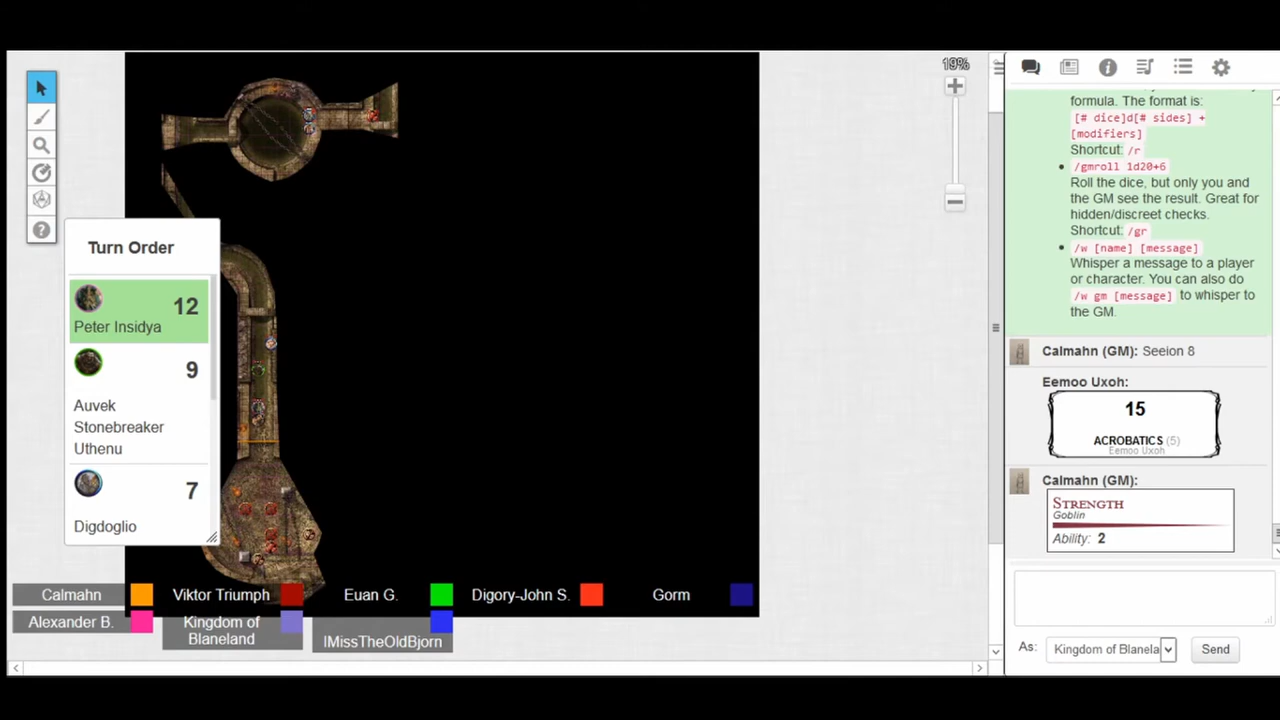 19%
formula. The format is:
[# dice]d[# sides] +
[modifiers]
Shortcut: /r
/gmroll 1d20+6
Roll the dice, but only you and
the GM see the result. Great for
hidden/discreet checks.
Shortcut: /gr
/w [name] [message]
Whisper a message to a player
or character. You can also do
/w gm [message] to whisper to
the GM.
Calmahn (GM): Seeion 8
Eemoo Uxoh:
15
ACROBATICS (5)
Eemoo Uxoh
Calmahn (GM):
STRENGTH
Goblin
Ability: 2
As: Kingdom of Blanela Send
Turn Order
12
Peter Insidya
9
Auvek
Stonebreaker
Uthenu
7
Digdoglio
Calmahn Viktor Triumph Euan G. Digory-John S. Gorm
Alexander B. Kingdom of
Blaneland
IMissTheOldBjorn